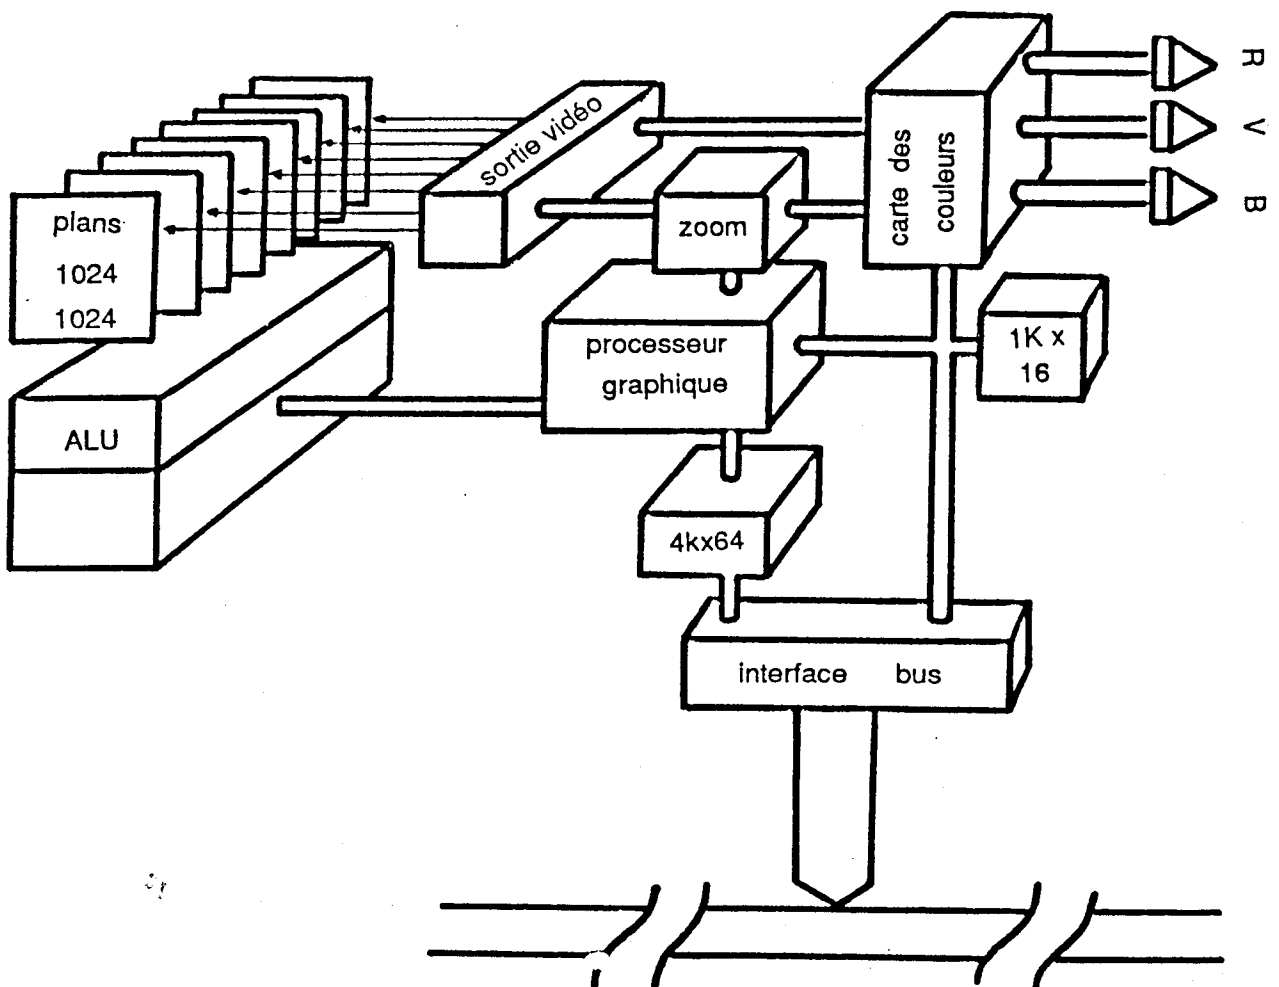 R
V
B
sortie vidéo
carte des
couleurs
plans
1024
1024
zoom
processeur
graphique
1K x
16
ALU
4kx64
interface bus